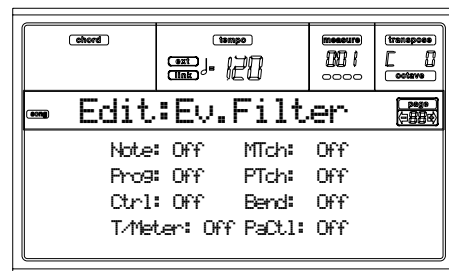 chord tempo measure transpose
ext
link ♩= 120 001 C 0
octave
song Edit:Ev.Filter page
Note: Off MTch: Off
Prog: Off PTch: Off
Ctrl: Off Bend: Off
T/Meter: Off PaCtl: Off